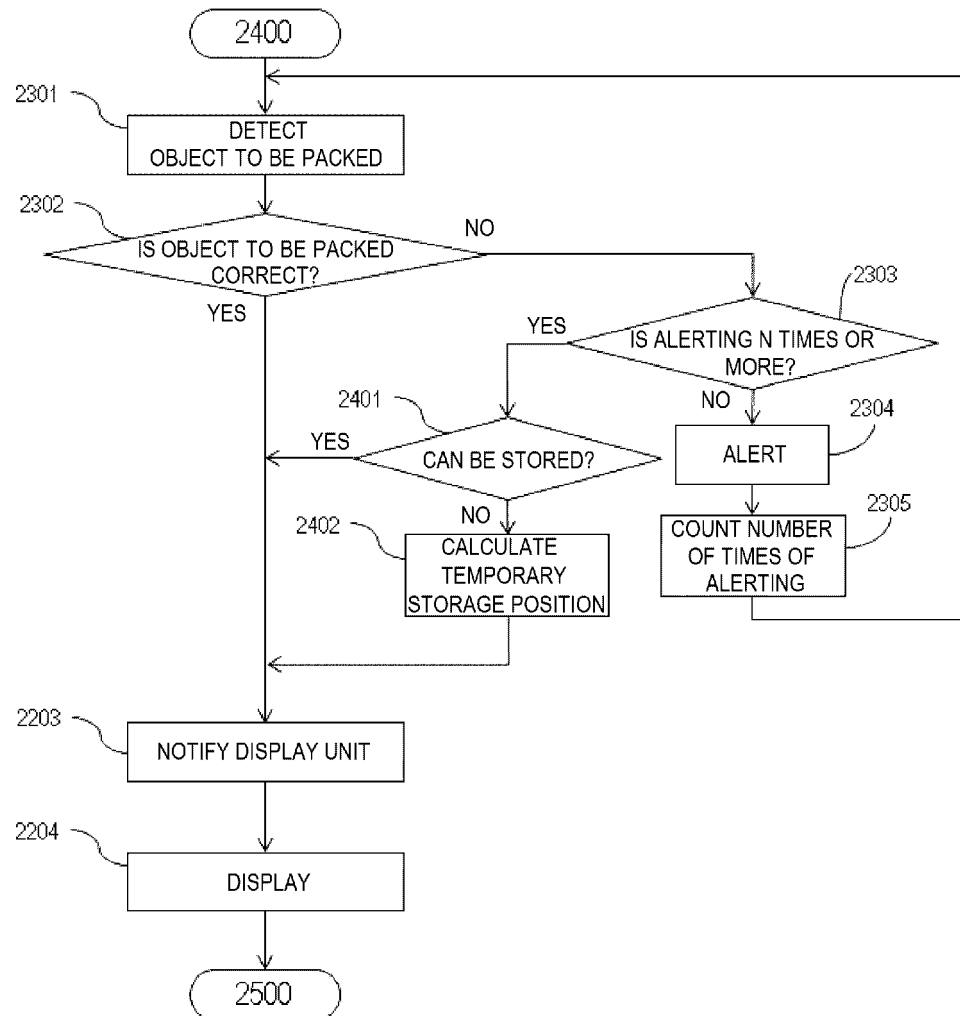 2400
2301
DETECT
OBJECT TO BE PACKED
2302
IS OBJECT TO BE PACKED
CORRECT?
NO
YES
2303
IS ALERTING N TIMES OR
MORE?
YES
NO
2401
CAN BE STORED?
YES
NO
2304
ALERT
2305
COUNT NUMBER
OF TIMES OF
ALERTING
2402
CALCULATE
TEMPORARY
STORAGE POSITION
2203
NOTIFY DISPLAY UNIT
2204
DISPLAY
2500